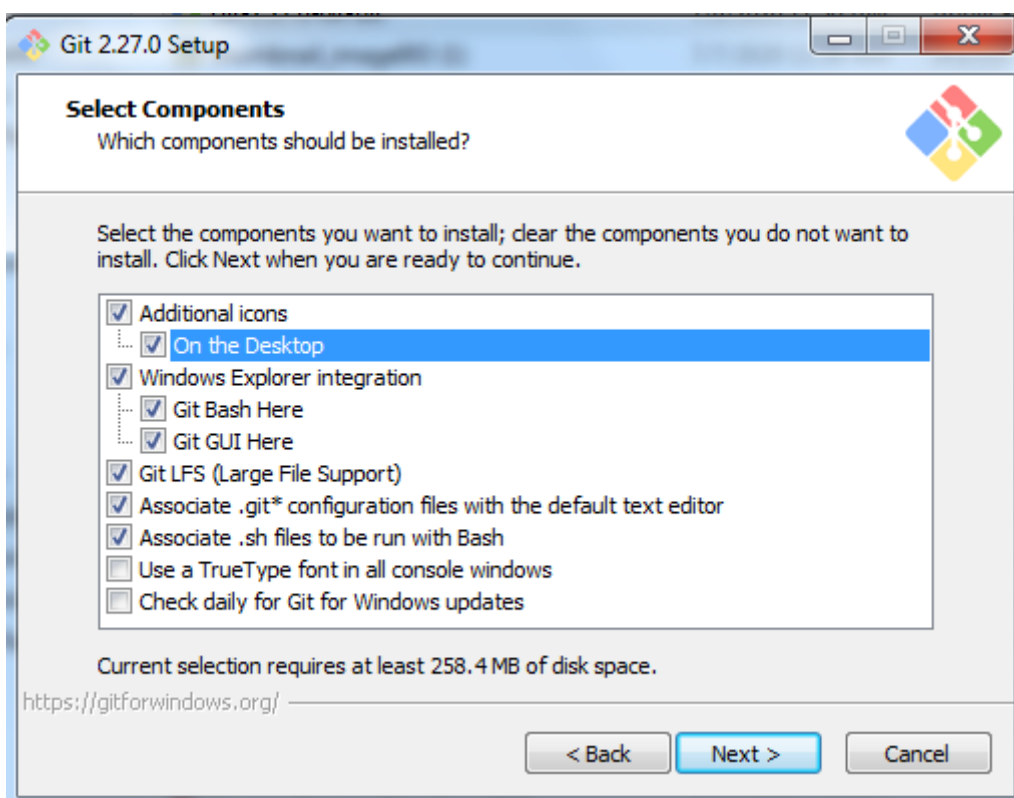 Git 2.27.0 Setup
Select Components
Which components should be installed?
Select the components you want to install; clear the components you do not want to
install. Click Next when you are ready to continue.
Additional icons
On the Desktop
Windows Explorer integration
Git Bash Here
Git GUI Here
Git LFS (Large File Support)
Associate .git* configuration files with the default text editor
Associate .sh files to be run with Bash
Use a TrueType font in all console windows
Check daily for Git for Windows updates
Current selection requires at least 258.4 MB of disk space.
https://gitforwindows.org/
< Back
Next >
Cancel